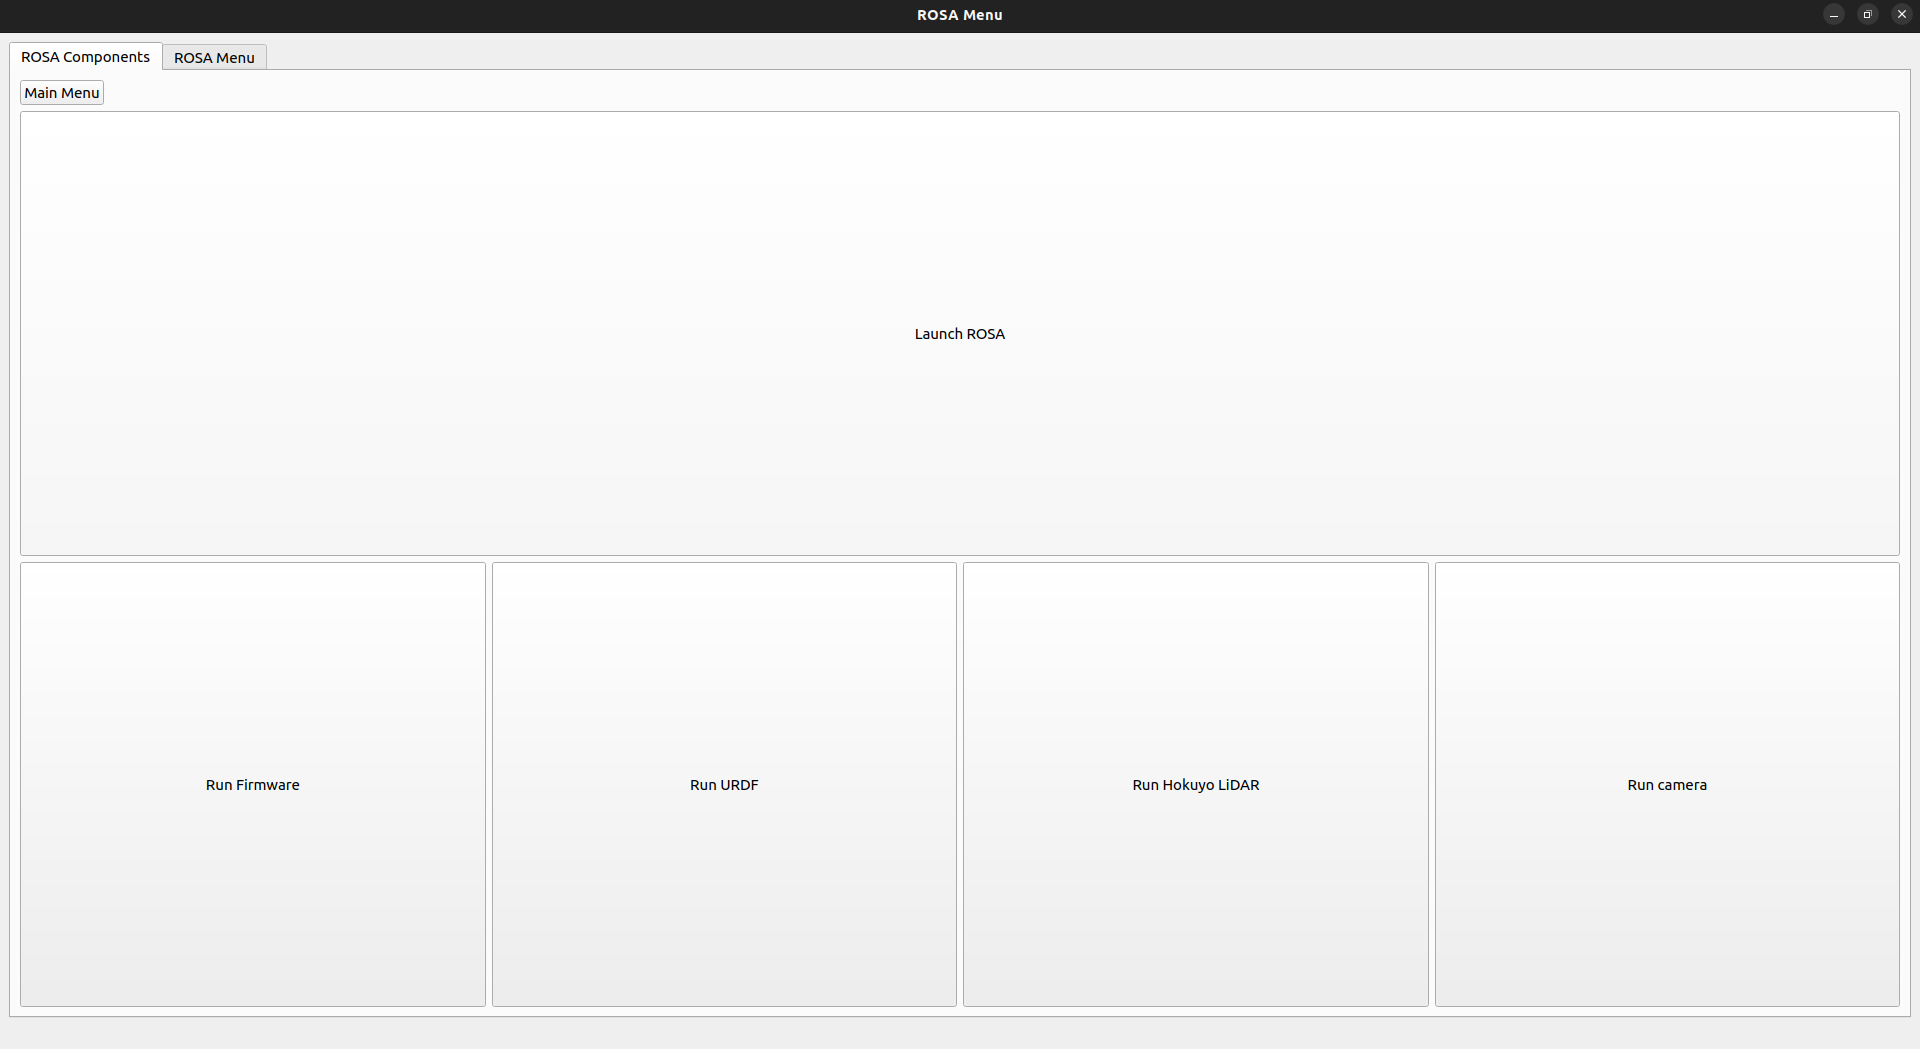 ROSA Menu
ROSA Components ROSA Menu
Main Menu
Launch ROSA
Run Firmware Run URDF Run Hokuyo LiDAR Run camera